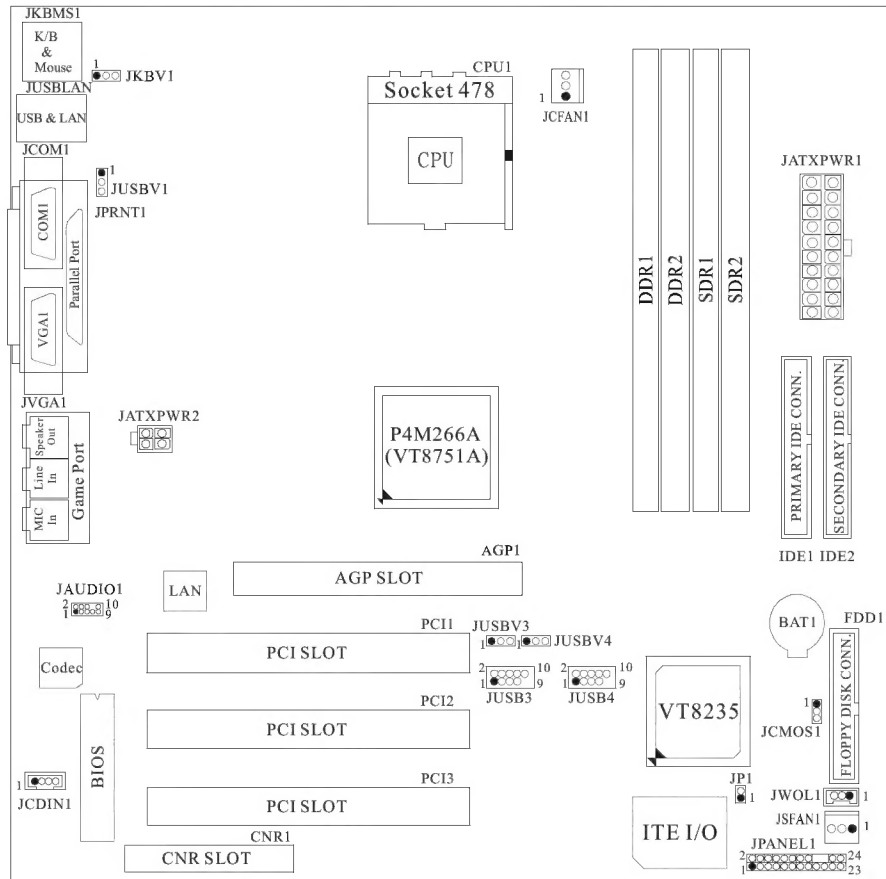 JKBMS1
K/B
&
Mouse
1
JKBV1
JUSBLAN
USB & LAN
JCOM1
1
JUSBV1
JPRNT1
COM1
Parallel Port
VGA1
JVGA1
CPU1
Socket 478
CPU
1
JCFAN1
DDR1
DDR2
SDR1
SDR2
JATXPWR1
JATXPWR2
Speaker
Out
Line
In
MIC
In
Game Port
P4M266A
(VT8751A)
PRIMARY IDE CONN.
SECONDARY IDE CONN.
IDE1 IDE2
AGP1
AGP SLOT
LAN
JAUDIO1
2 10
1 9
Codec
BIOS
1
JCDIN1
PCI1
PCI SLOT
PCI2
PCI SLOT
PCI3
PCI SLOT
CNR1
CNR SLOT
JUSBV3
1
1
JUSBV4
2 10
1 9
JUSB3
2 10
1 9
JUSB4
VT8235
BAT1
FDD1
FLOPPY DISK CONN.
1
JCMOS1
JP1
1
JWOL1
1
JSFAN1
1
ITE I/O
JPANEL1
2 24
1 23